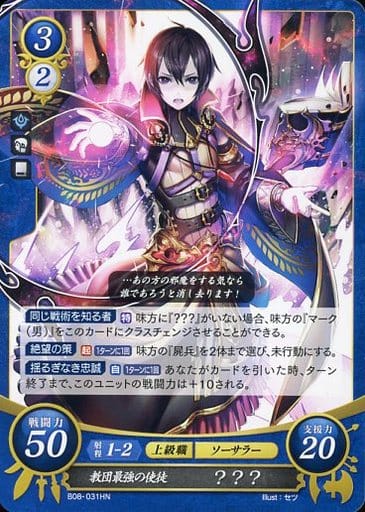 3
2
…あの方の邪魔をする気なら
誰であろうと消し去ります!
同じ戦術を知る者 特 味方に『???』がいない場合、味方の『マーク
(男)』をこのカードにクラスチェンジさせることができる。
絶望の策 起 1ターンに1回 味方の『屍兵』を2体まで選び、未行動にする。
揺るぎなき忠誠 自 1ターンに1回 あなたがカードを引いた時、ターン
終了まで、このユニットの戦闘力は+10される。
戦闘力
50
射程 1-2 上級職 ソーサラー
支援力
20
教団最強の使徒 ???
B08-031HN
Illust:セツ